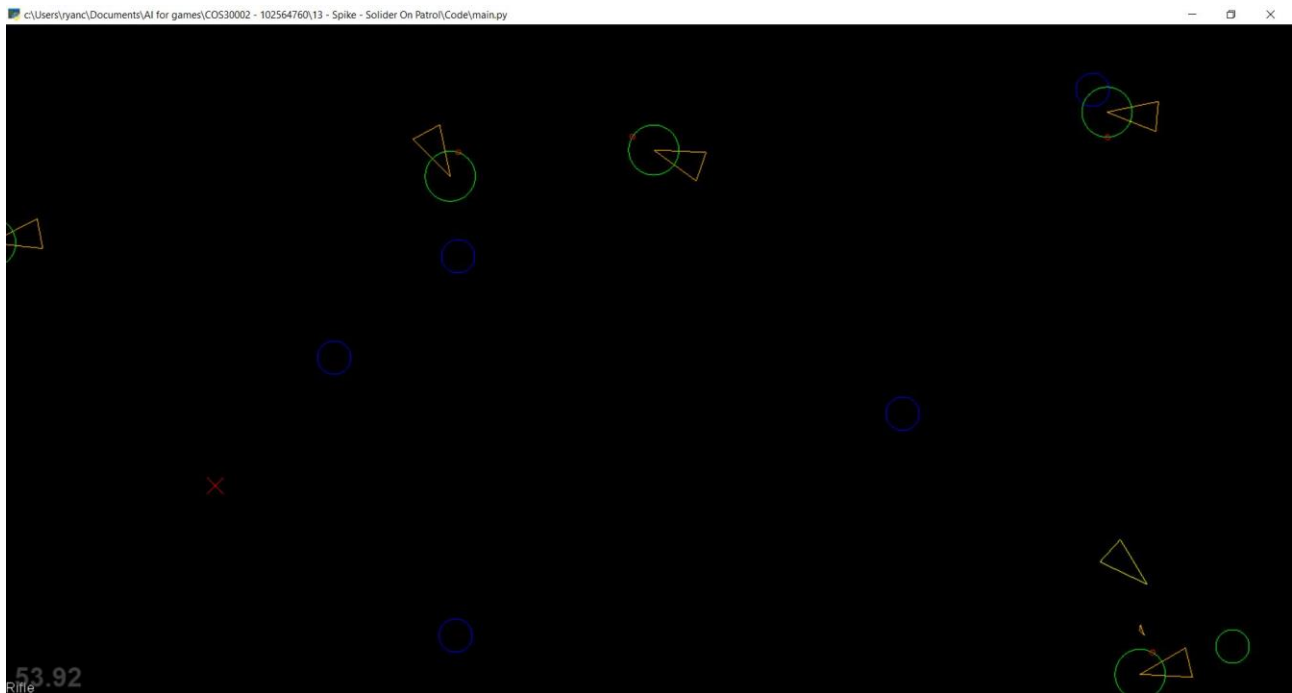 c:\Users\ryanc\Documents\AI for games\COS30002 - 102564760\13 - Spike - Solider On Patrol\Code\main.py
53.92
Rifle